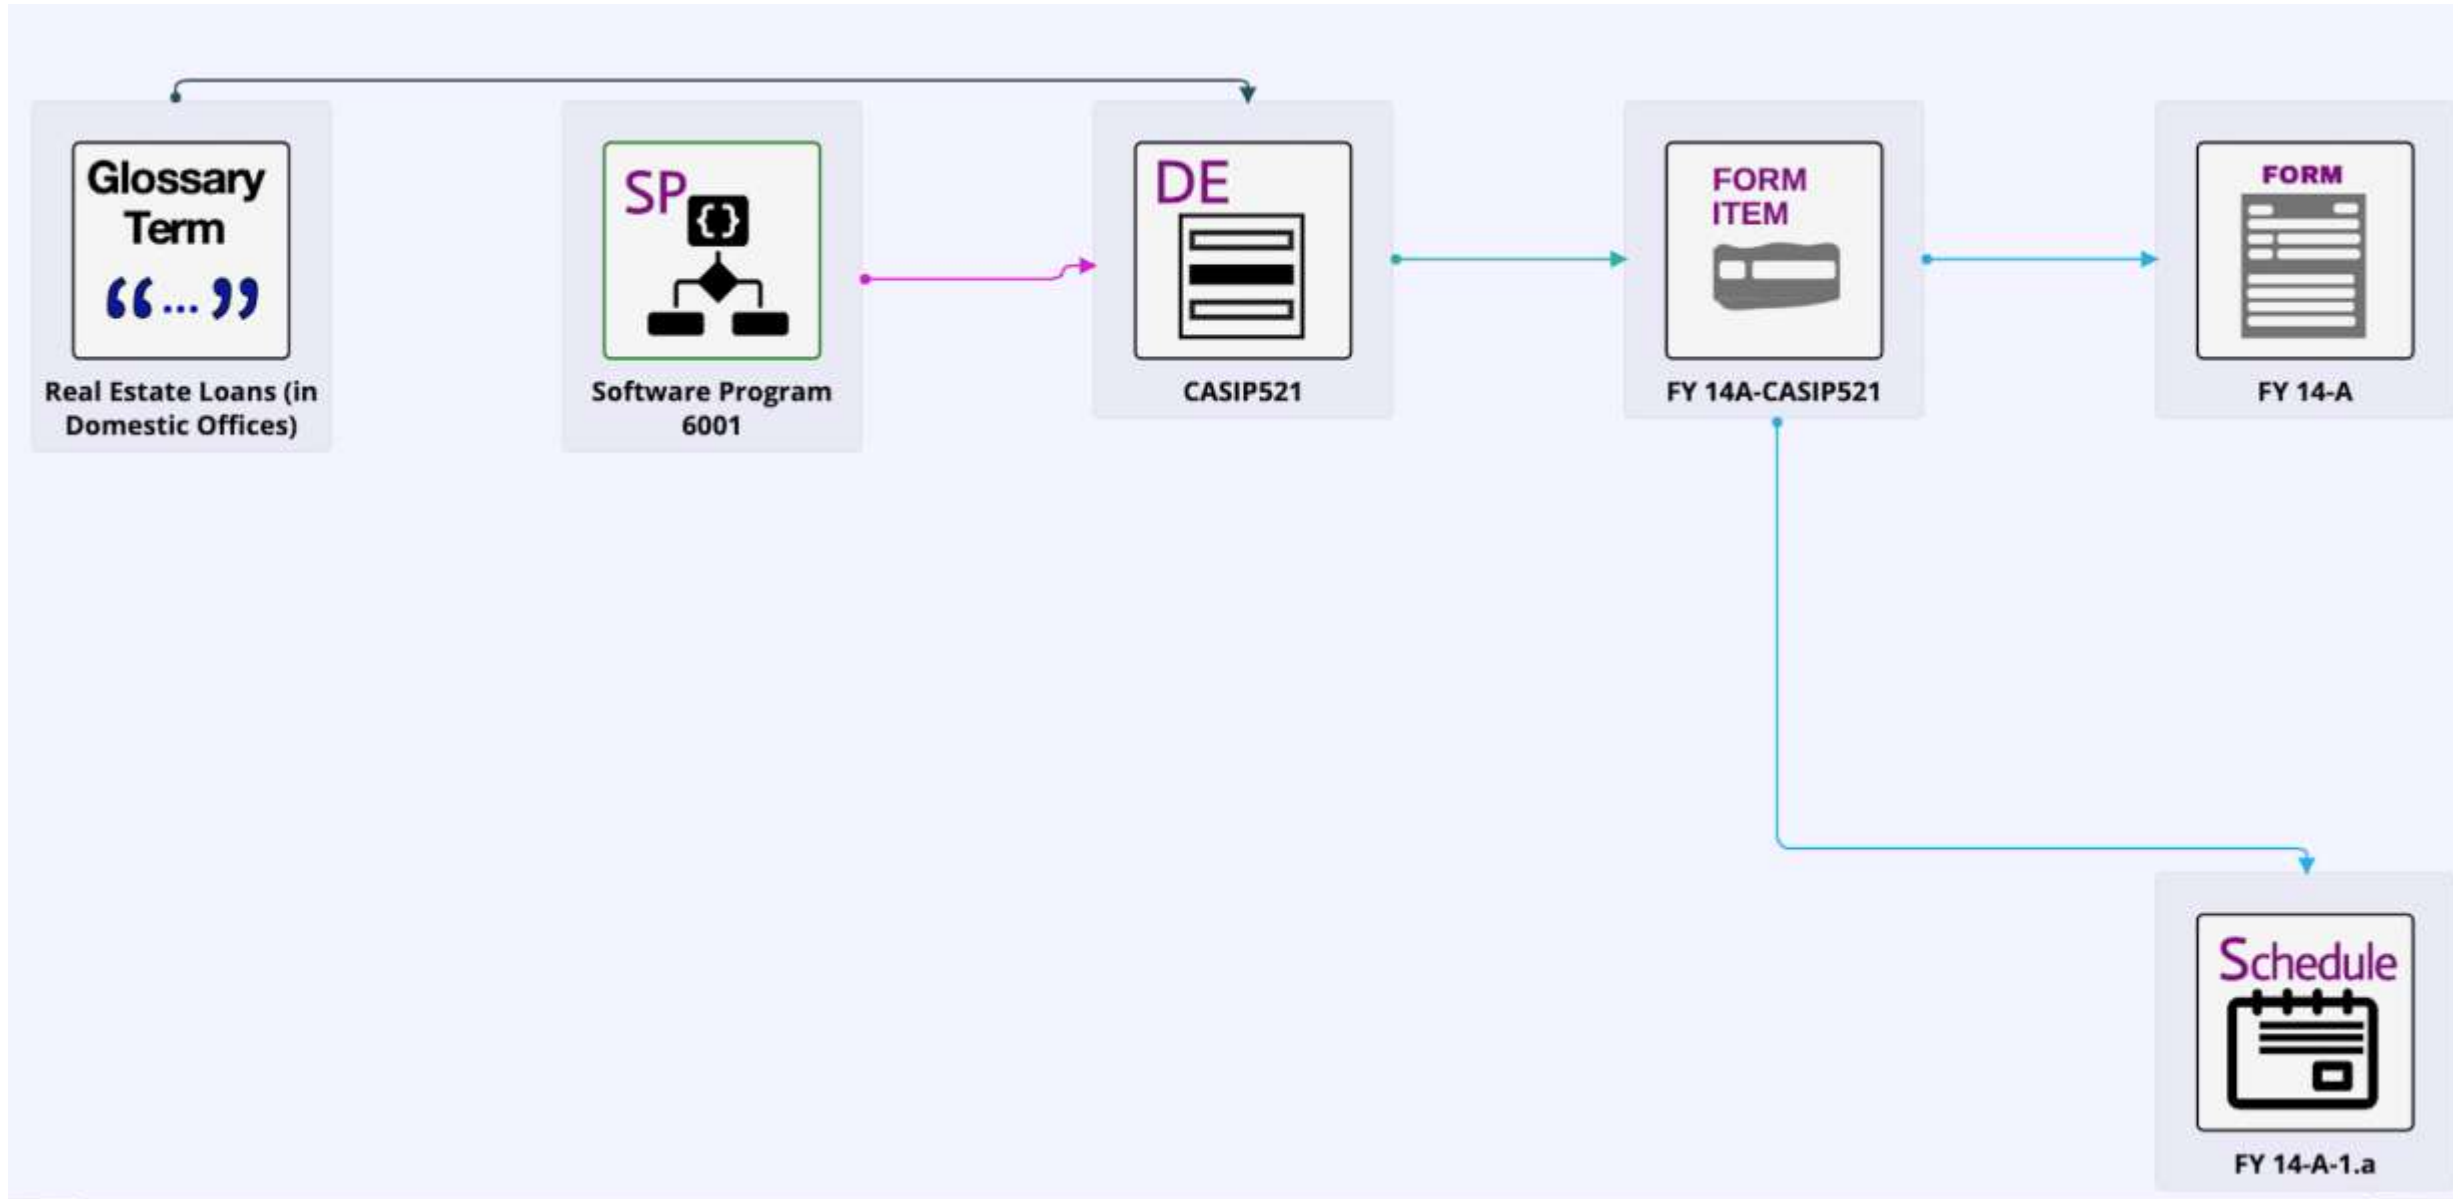 Glossary
Term
“...”
Real Estate Loans (in
Domestic Offices)
SP
{}
Software Program
6001
DE
CASIP521
FORM
ITEM
FY 14A-CASIP521
FORM
FY 14-A
Schedule
FY 14-A-1.a